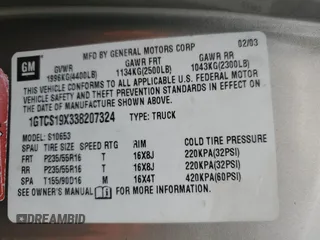 GM
MFD BY GENERAL MOTORS CORP 02/03
GVWR GAWR FRT GAWR RR
1996KG(4400LB) 1134KG(2500LB) 1043KG(2300LB)
THIS VEHICLE CONFORMS TO ALL APPLICABLE U.S. FEDERAL
MOTOR VEHICLE SAFETY STANDARDS IN EFFECT ON
THE DATE OF MANUFACTURE SHOWN ABOVE.
1GTCS19X338207324 TYPE: TRUCK
MODEL: S10653
COLD TIRE PRESSURE
SPAU TIRE SIZE SPEED RTG RIM
FRT P235/55R16 T 16X8J 220KPA(32PSI)
RR P235/55R16 T 16X8J 220KPA(32PSI)
SPA T155/90D16 M 16X4T 420KPA(60PSI)
SEE OWNER'S MANUAL FOR ADDITIONAL INFORMATION
© DREAMBID